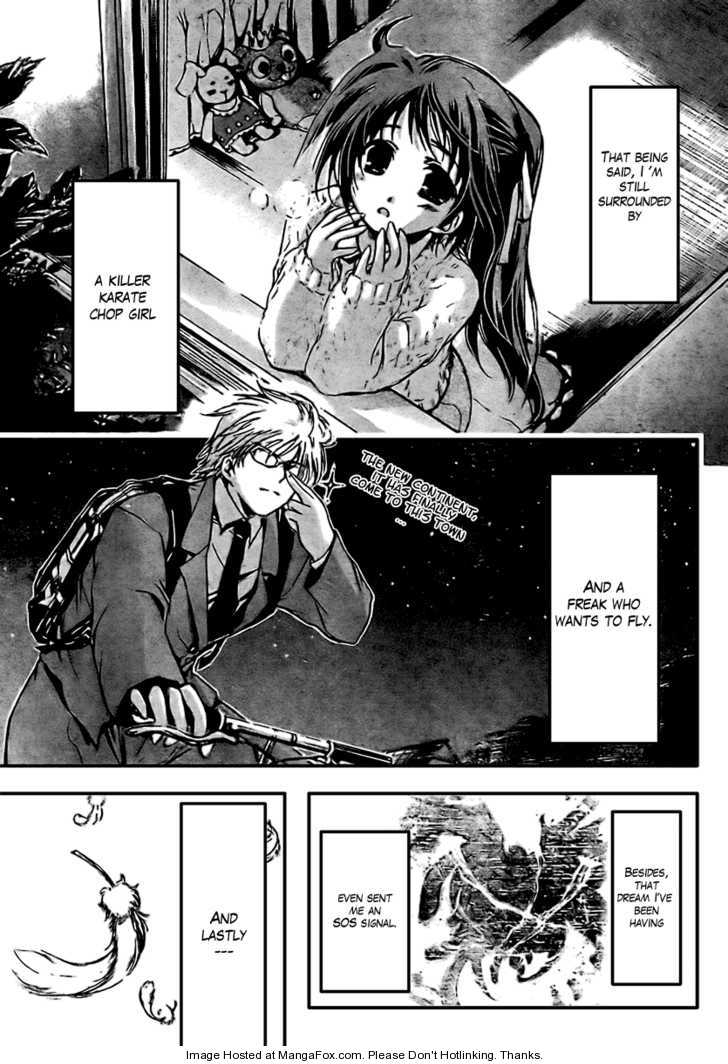 THAT BEING
SAID, I'M
STILL
SURROUNDED
BY
A KILLER
KARATE
CHOP GIRL
THE NEW CONTINENT,
IT HAS FINALLY
COME TO THIS TOWN
...
AND A
FREAK WHO
WANTS TO FLY.
BESIDES,
THAT
DREAM I'VE
BEEN
HAVING
EVEN SENT
ME AN
SOS SIGNAL.
AND
LASTLY
---
Image Hosted at MangaFox.com. Please Don't Hotlinking. Thanks.